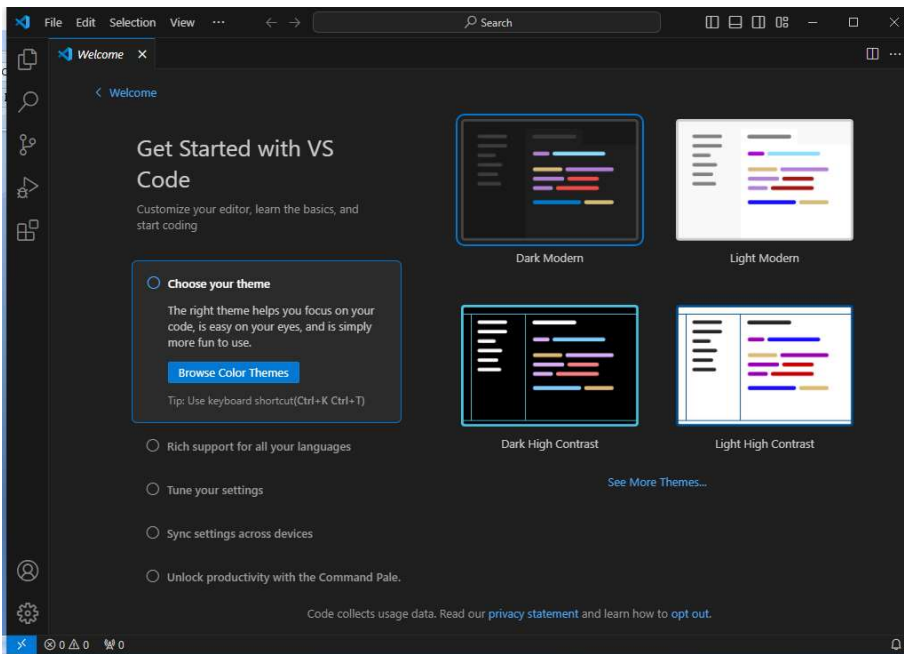 File Edit Selection View ···
Search
Welcome
Welcome
Get Started with VS
Code
Customize your editor, learn the basics, and
start coding
Choose your theme
The right theme helps you focus on your
code, is easy on your eyes, and is simply
more fun to use.
Browse Color Themes
Tip: Use keyboard shortcut(Ctrl+K Ctrl+T)
Rich support for all your languages
Tune your settings
Sync settings across devices
Unlock productivity with the Command Pale.
Dark Modern
Light Modern
Dark High Contrast
Light High Contrast
See More Themes...
Code collects usage data. Read our privacy statement and learn how to opt out.
0 0 0